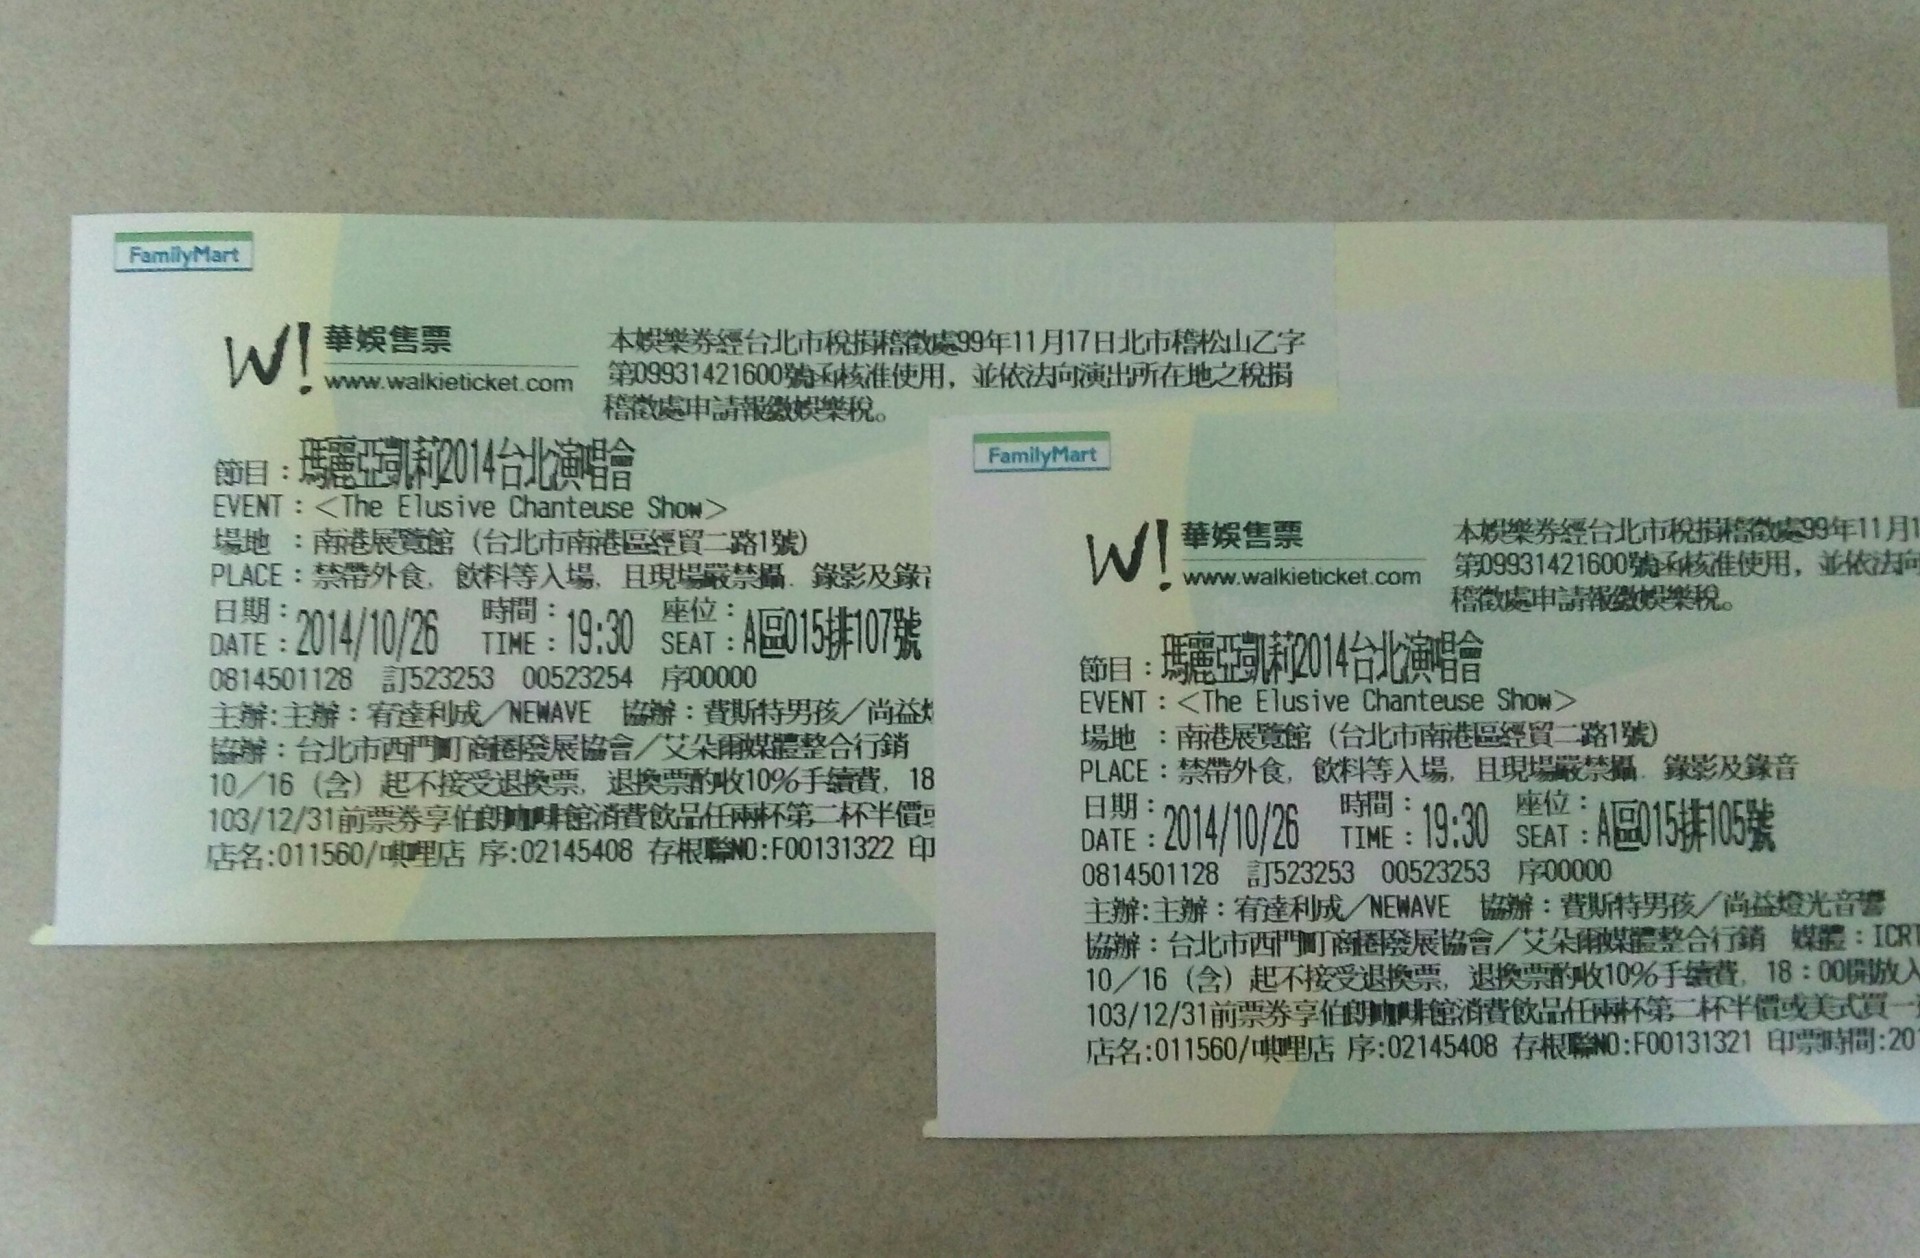 FamilyMart
W! 華娛售票
www.walkieticket.com
本娛樂券經台北市稅捐稽徵處99年11月17日北市稽松山乙字
第09931421600號函核准使用，並依法向演出所在地之稅捐
稽徵處申請報繳娛樂稅。
節目：瑪麗亞凱莉2014台北演唱會
EVENT：<The Elusive Chanteuse Show>
場地 ：南港展覽館（台北市南港區經貿二路1號）
PLACE：禁帶外食，飲料等入場，且現場嚴禁攝．錄影及錄音
日期： 時間： 座位：
DATE：2014/10/26 TIME：19:30 SEAT：A區015排107號
0814501128 訂523253 00523254 序00000
主辦:主辦：宥達利成／NEWAVE 協辦：費斯特男孩／尚益
協辦：台北市西門町商圈發展協會／艾朵爾媒體整合行銷
10／16（含）起不接受退換票，退換票酌收10%手續費，18
103/12/31前票券享伯朗咖啡館消費飲品任兩杯第二杯半價或
店名:011560/噗哩店 序:02145408 存根聯NO:F00131322 印
FamilyMart
W! 華娛售票
www.walkieticket.com
本娛樂券經台北市稅捐稽徵處99年11月1
第09931421600號函核准使用，並依法向
稽徵處申請報繳娛樂稅。
節目：瑪麗亞凱莉2014台北演唱會
EVENT：<The Elusive Chanteuse Show>
場地 ：南港展覽館（台北市南港區經貿二路1號）
PLACE：禁帶外食，飲料等入場，且現場嚴禁攝．錄影及錄音
日期： 時間： 座位：
DATE：2014/10/26 TIME：19:30 SEAT：A區015排105號
0814501128 訂523253 00523253 序00000
主辦:主辦：宥達利成／NEWAVE 協辦：費斯特男孩／尚益燈光音響
協辦：台北市西門町商圈發展協會／艾朵爾媒體整合行銷 媒體：ICRT
10／16（含）起不接受退換票，退換票酌收10%手續費，18：00開放入
103/12/31前票券享伯朗咖啡館消費飲品任兩杯第二杯半價或美式買一
店名:011560/噗哩店 序:02145408 存根聯NO:F00131321 印票時間:201